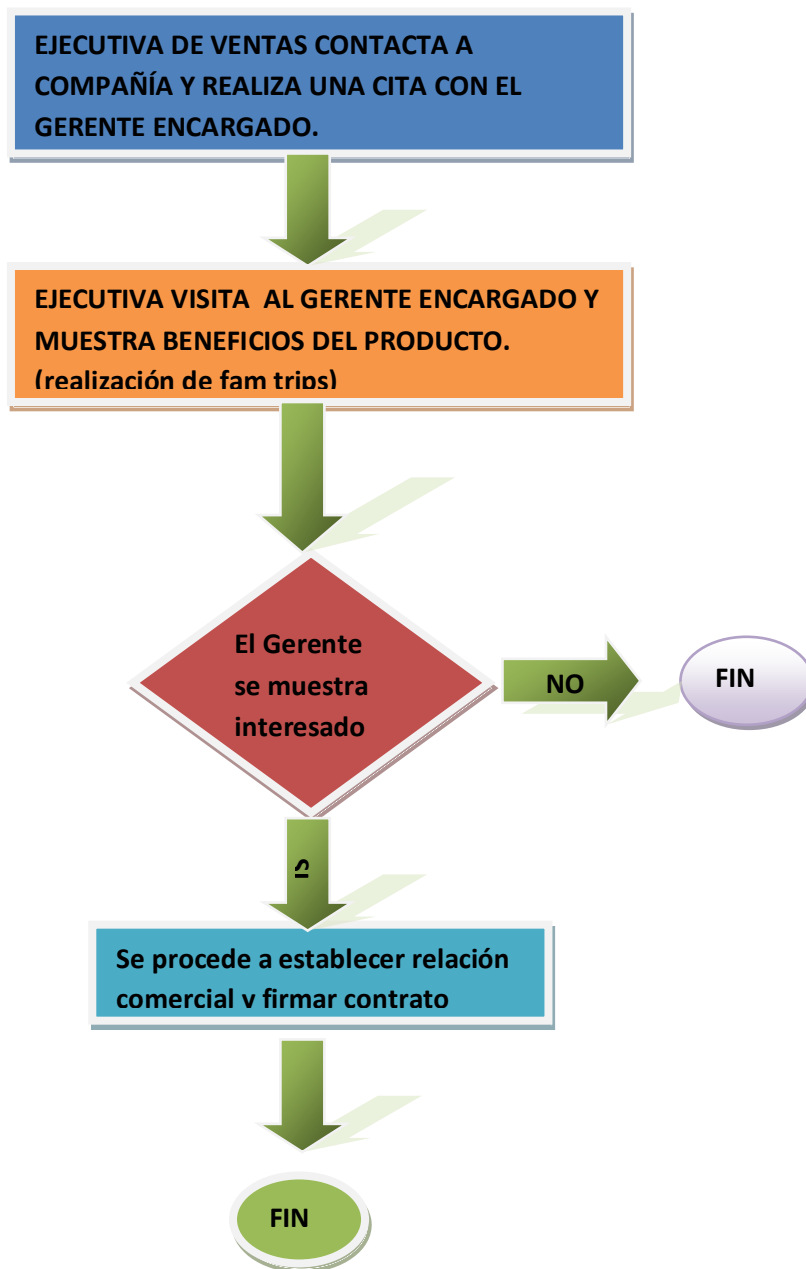 EJECUTIVA DE VENTAS CONTACTA A
COMPAÑÍA Y REALIZA UNA CITA CON EL
GERENTE ENCARGADO.
EJECUTIVA VISITA  AL GERENTE ENCARGADO Y
MUESTRA BENEFICIOS DEL PRODUCTO.
(realización de fam trips)
El Gerente
se muestra
interesado
NO
FIN
SI
Se procede a establecer relación
comercial y firmar contrato
FIN